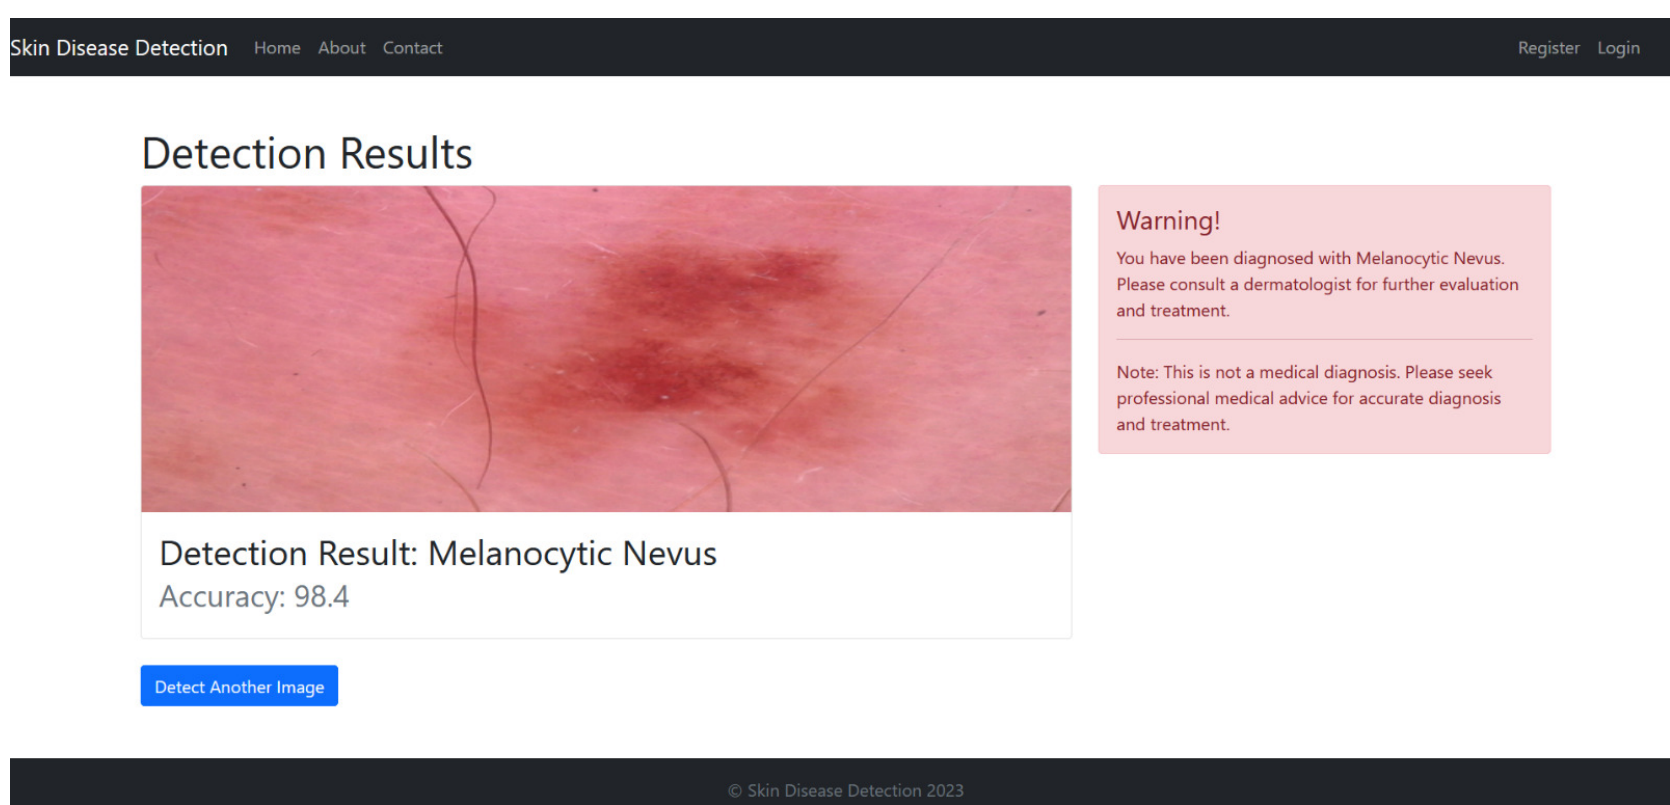 Skin Disease Detection Home About Contact Register Login
Detection Results
Warning!
You have been diagnosed with Melanocytic Nevus.
Please consult a dermatologist for further evaluation
and treatment.
Note: This is not a medical diagnosis. Please seek
professional medical advice for accurate diagnosis
and treatment.
Detection Result: Melanocytic Nevus
Accuracy: 98.4
Detect Another Image
© Skin Disease Detection 2023